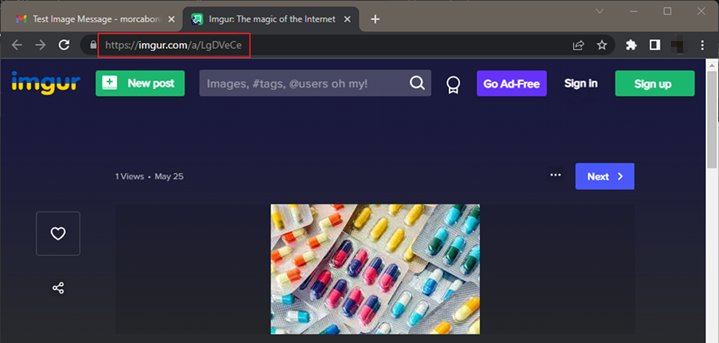 Test Image Message - morcabor
Imgur: The magic of the Internet
https://imgur.com/a/LgDVeCe
imgur
New post
Images, #tags, @users oh my!
Go Ad-Free
Sign in
Sign up
1 Views • May 25
Next